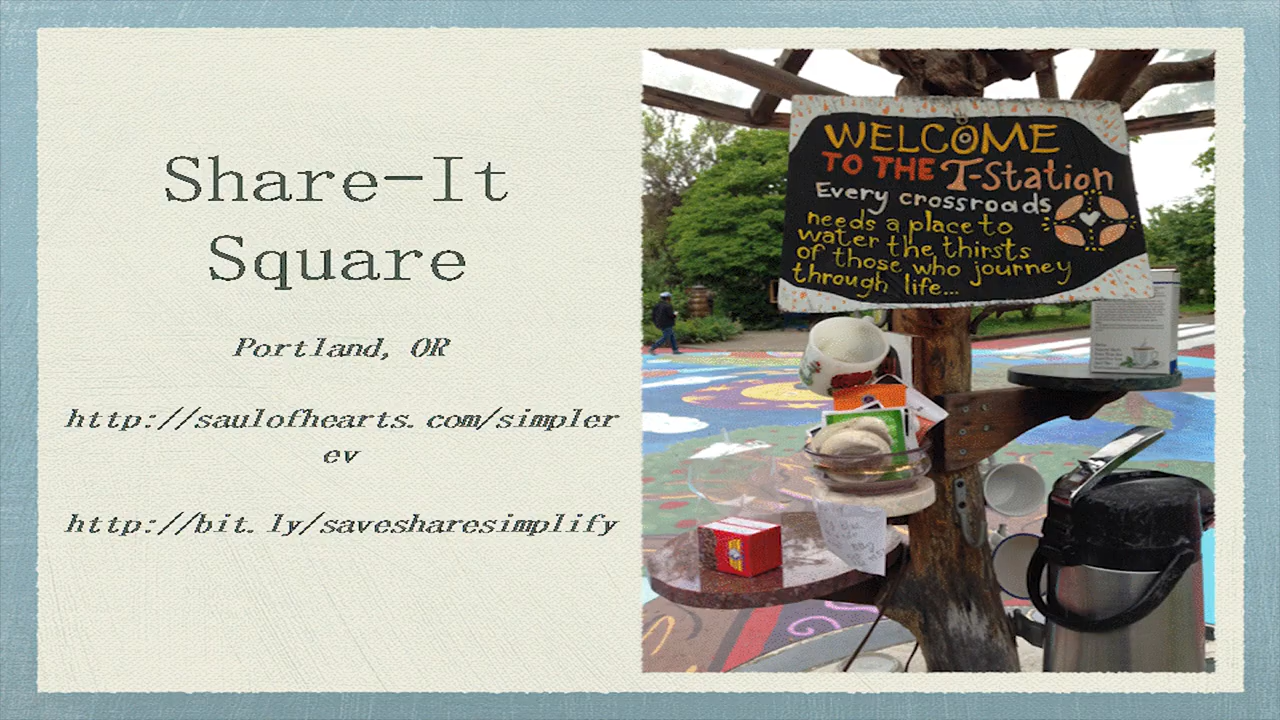 Share-It
Square
Portland, OR
http://saulofhearts.com/simpler
ev
http://bit.ly/savesharesimplify
WELCOME
TO THE T-Station
Every crossroads
needs a place to
water the thirsts
of those who journey
through life...